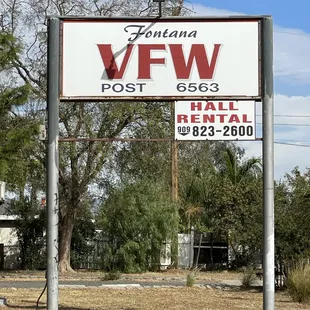 Fontana
VFW
POST 6563
HALL
RENTAL
909 823-2600